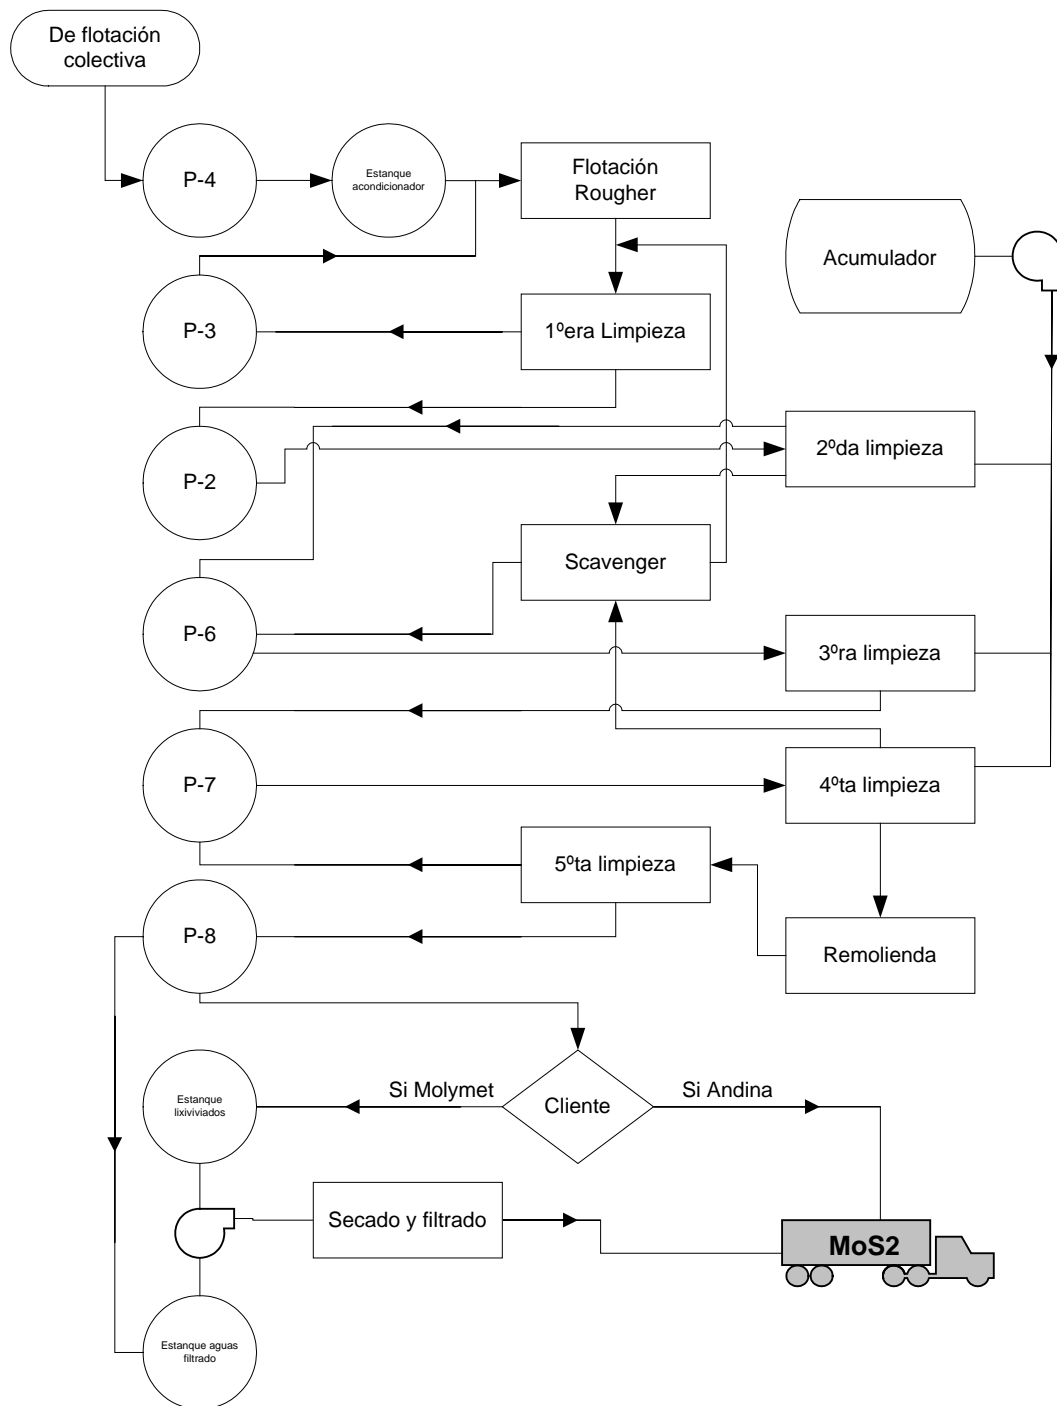 De flotación
colectiva
P-4
Estanque
acondicionador
Flotación
Rougher
Acumulador
P-3
1ºera Limpieza
P-2
2ºda limpieza
Scavenger
P-6
3ºra limpieza
P-7
4ºta limpieza
5ºta limpieza
P-8
Remolienda
Estanque
lixiviviados
Si Molymet
Cliente
Si Andina
Secado y filtrado
MoS2
Estanque aguas
filtrado